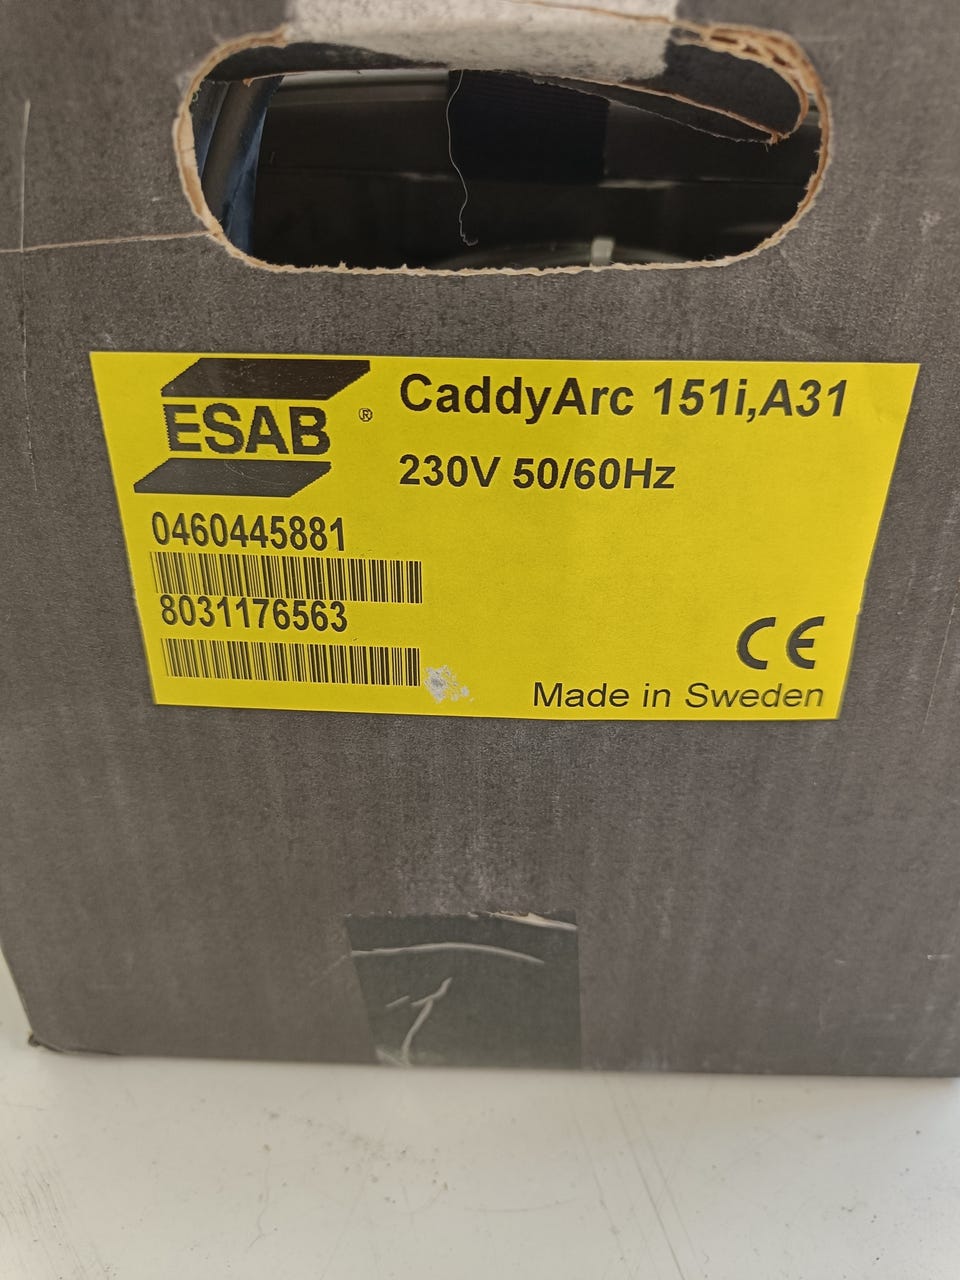 ESAB ®
CaddyArc 151i,A31
230V 50/60Hz
0460445881
8031176563
CE
Made in Sweden